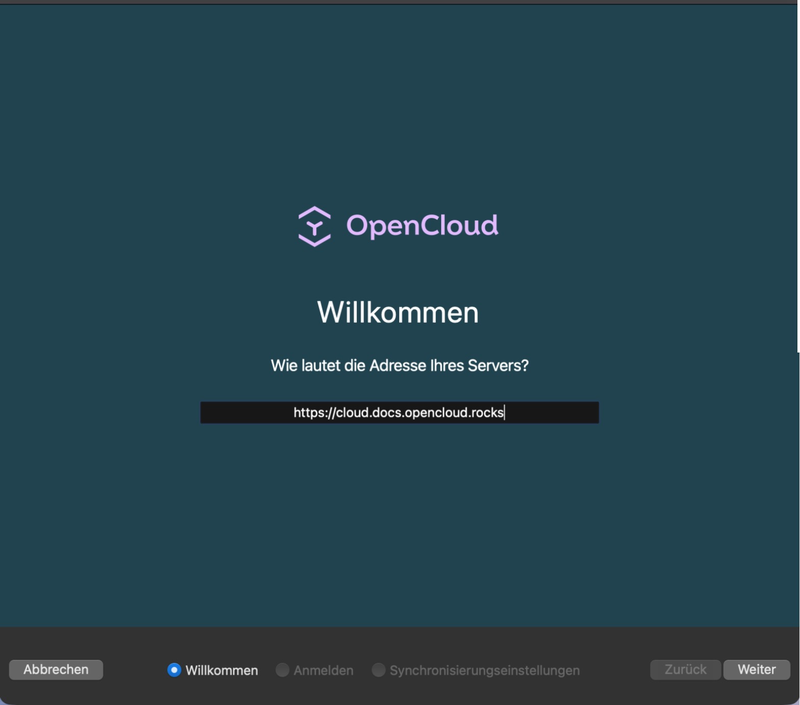 OpenCloud
Willkommen
Wie lautet die Adresse Ihres Servers?
https://cloud.docs.opencloud.rocks
Abbrechen Willkommen Anmelden Synchronisierungseinstellungen Zurück Weiter